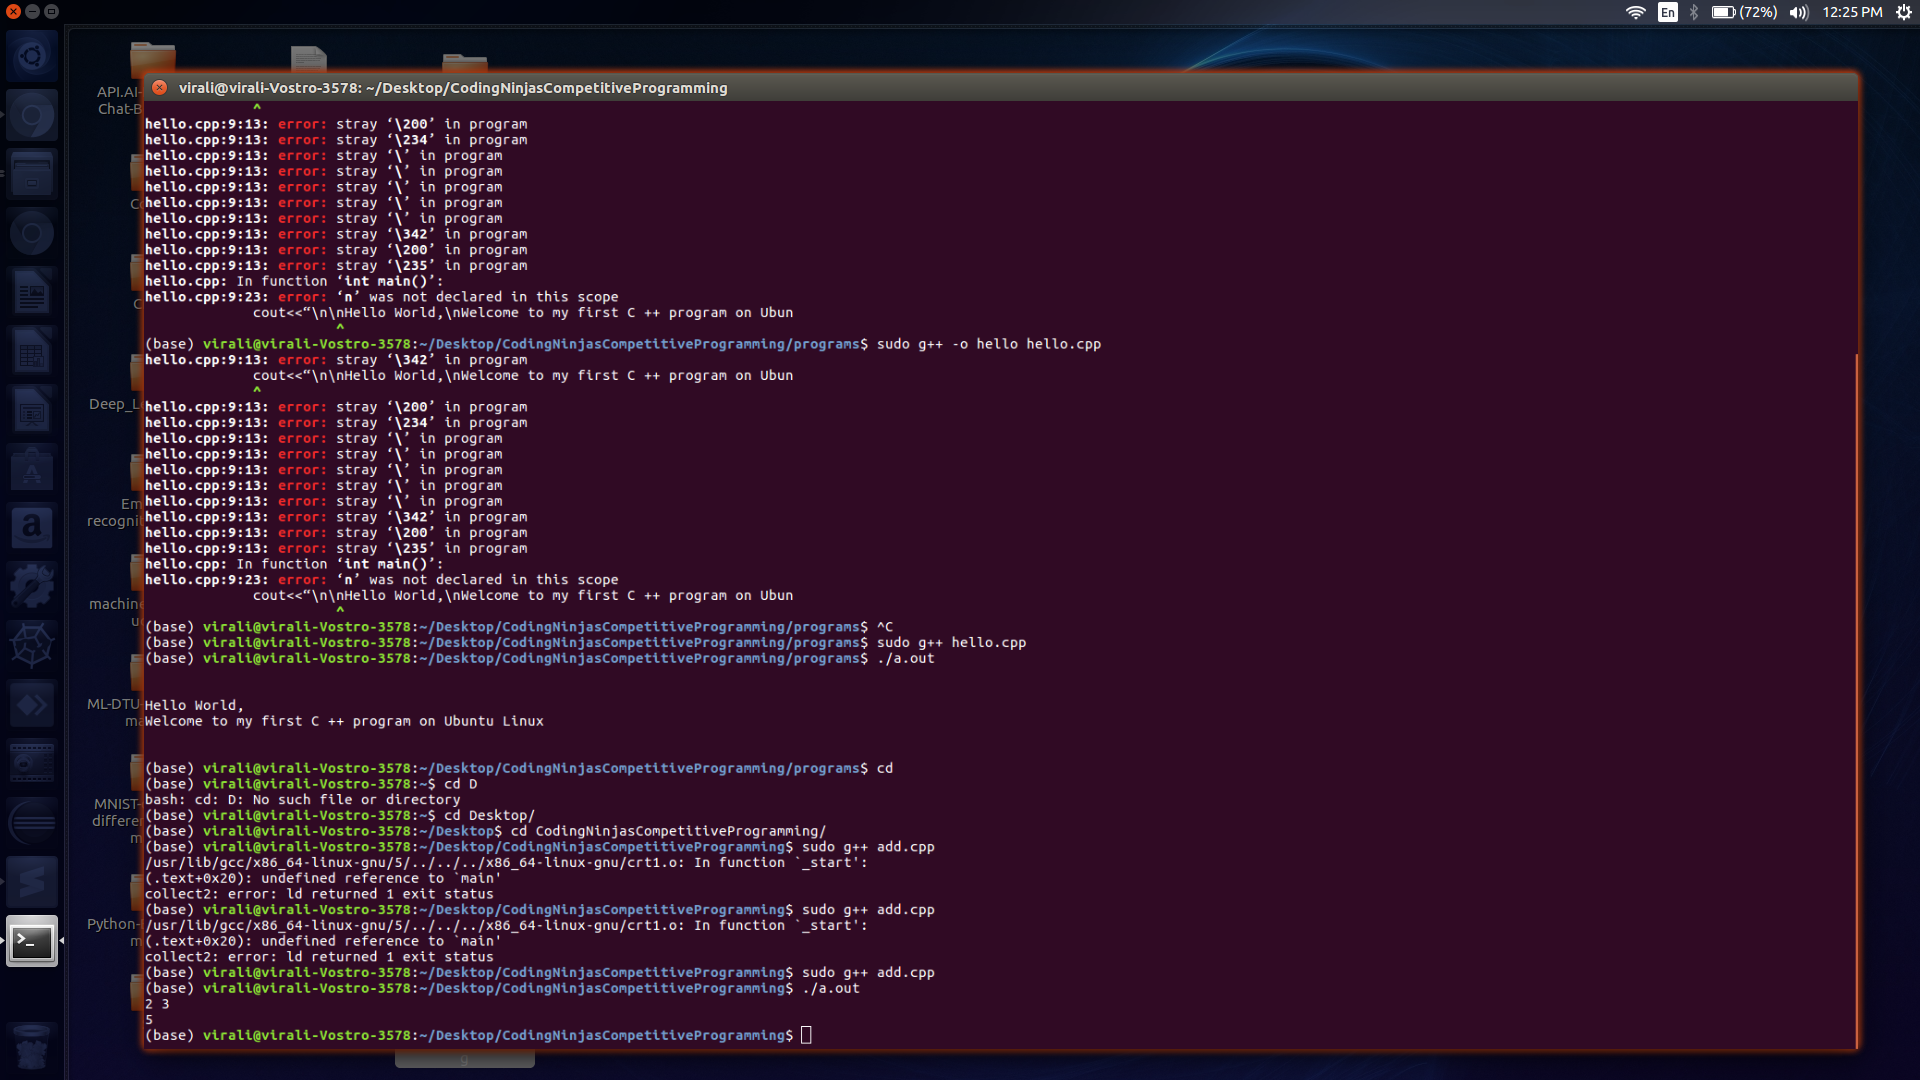 En (72%) 12:25 PM
API.AI-
Chat-B
Deep_Le
Em
recogni
machine
ML-DTU-
ma
MNIST-
differe
m
Python-
m
virali@virali-Vostro-3578: ~/Desktop/CodingNinjasCompetitiveProgramming
^
hello.cpp:9:13: error: stray ‘\200’ in program
hello.cpp:9:13: error: stray ‘\234’ in program
hello.cpp:9:13: error: stray ‘\’ in program
hello.cpp:9:13: error: stray ‘\’ in program
hello.cpp:9:13: error: stray ‘\’ in program
hello.cpp:9:13: error: stray ‘\’ in program
hello.cpp:9:13: error: stray ‘\’ in program
hello.cpp:9:13: error: stray ‘\342’ in program
hello.cpp:9:13: error: stray ‘\200’ in program
hello.cpp:9:13: error: stray ‘\235’ in program
hello.cpp: In function ‘int main()’:
hello.cpp:9:23: error: ‘n’ was not declared in this scope
cout<<“\n\nHello World,\nWelcome to my first C ++ program on Ubun
^
(base) virali@virali-Vostro-3578:~/Desktop/CodingNinjasCompetitiveProgramming/programs$ sudo g++ -o hello hello.cpp
hello.cpp:9:13: error: stray ‘\342’ in program
cout<<“\n\nHello World,\nWelcome to my first C ++ program on Ubun
^
hello.cpp:9:13: error: stray ‘\200’ in program
hello.cpp:9:13: error: stray ‘\234’ in program
hello.cpp:9:13: error: stray ‘\’ in program
hello.cpp:9:13: error: stray ‘\’ in program
hello.cpp:9:13: error: stray ‘\’ in program
hello.cpp:9:13: error: stray ‘\’ in program
hello.cpp:9:13: error: stray ‘\’ in program
hello.cpp:9:13: error: stray ‘\342’ in program
hello.cpp:9:13: error: stray ‘\200’ in program
hello.cpp:9:13: error: stray ‘\235’ in program
hello.cpp: In function ‘int main()’:
hello.cpp:9:23: error: ‘n’ was not declared in this scope
cout<<“\n\nHello World,\nWelcome to my first C ++ program on Ubun
^
(base) virali@virali-Vostro-3578:~/Desktop/CodingNinjasCompetitiveProgramming/programs$ ^C
(base) virali@virali-Vostro-3578:~/Desktop/CodingNinjasCompetitiveProgramming/programs$ sudo g++ hello.cpp
(base) virali@virali-Vostro-3578:~/Desktop/CodingNinjasCompetitiveProgramming/programs$ ./a.out
Hello World,
Welcome to my first C ++ program on Ubuntu Linux
(base) virali@virali-Vostro-3578:~/Desktop/CodingNinjasCompetitiveProgramming/programs$ cd
(base) virali@virali-Vostro-3578:~$ cd D
bash: cd: D: No such file or directory
(base) virali@virali-Vostro-3578:~$ cd Desktop/
(base) virali@virali-Vostro-3578:~/Desktop$ cd CodingNinjasCompetitiveProgramming/
(base) virali@virali-Vostro-3578:~/Desktop/CodingNinjasCompetitiveProgramming$ sudo g++ add.cpp
/usr/lib/gcc/x86_64-linux-gnu/5/../../../x86_64-linux-gnu/crt1.o: In function `_start':
(.text+0x20): undefined reference to `main'
collect2: error: ld returned 1 exit status
(base) virali@virali-Vostro-3578:~/Desktop/CodingNinjasCompetitiveProgramming$ sudo g++ add.cpp
/usr/lib/gcc/x86_64-linux-gnu/5/../../../x86_64-linux-gnu/crt1.o: In function `_start':
(.text+0x20): undefined reference to `main'
collect2: error: ld returned 1 exit status
(base) virali@virali-Vostro-3578:~/Desktop/CodingNinjasCompetitiveProgramming$ sudo g++ add.cpp
(base) virali@virali-Vostro-3578:~/Desktop/CodingNinjasCompetitiveProgramming$ ./a.out
2 3
5
(base) virali@virali-Vostro-3578:~/Desktop/CodingNinjasCompetitiveProgramming$
g